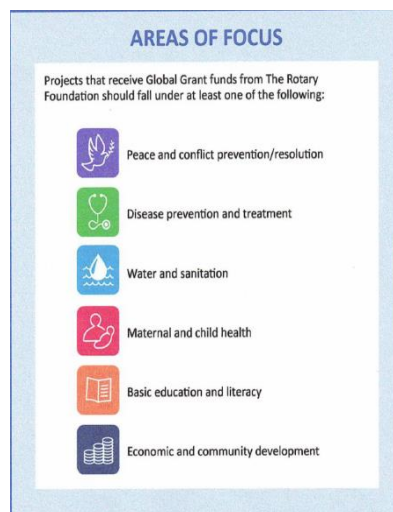 AREAS OF FOCUS
Projects that receive Global Grant funds from The Rotary
Foundation should fall under at least one of the following:
Peace and conflict prevention/resolution
Disease prevention and treatment
Water and sanitation
Maternal and child health
Basic education and literacy
Economic and community development